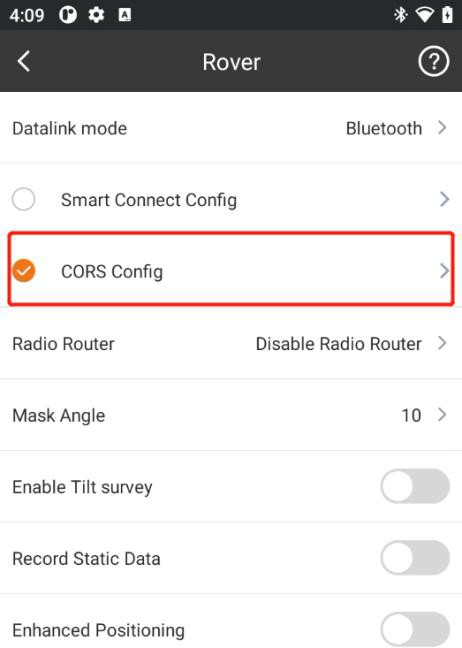 4:09
Rover
Datalink mode Bluetooth
Smart Connect Config
CORS Config
Radio Router Disable Radio Router
Mask Angle 10
Enable Tilt survey
Record Static Data
Enhanced Positioning